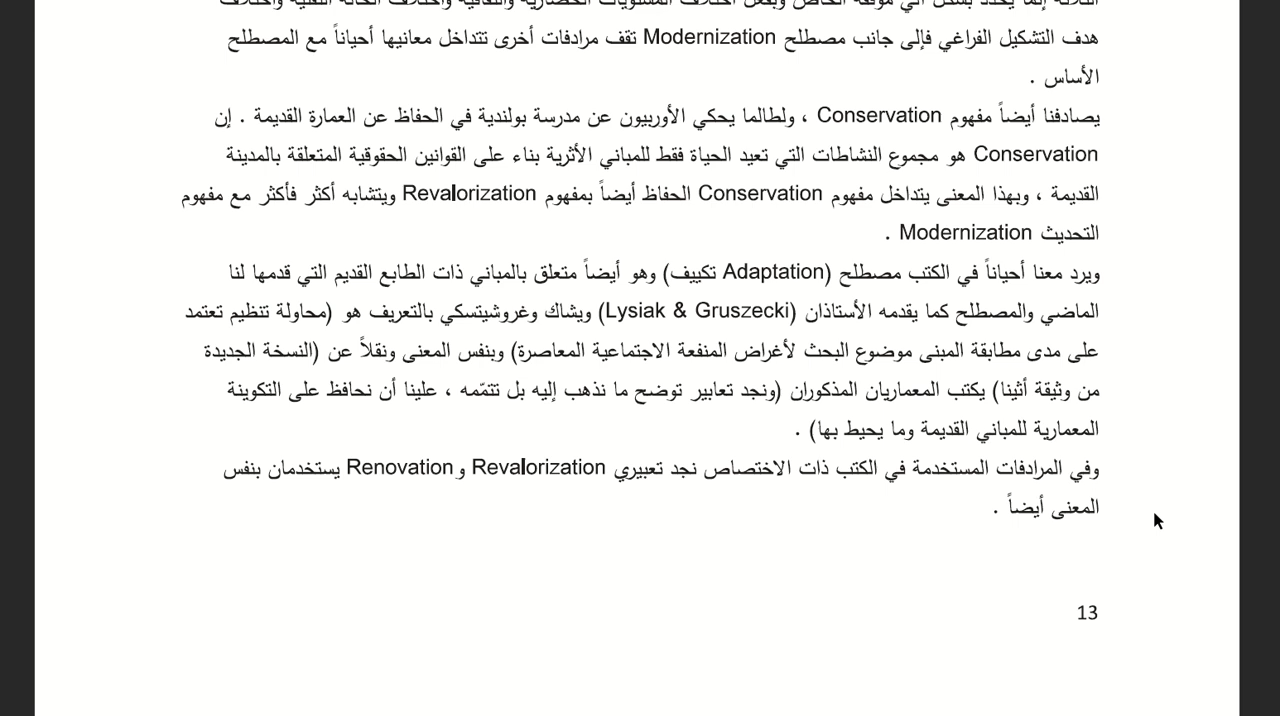 هدف التشكيل الفراغي فإلى جانب مصطلح Modernization تقف مرادفات أخرى تتداخل معانيها أحياناً مع المصطلح
الأساس .
يصادفنا أيضاً مفهوم Conservation ، ولطالما يحكي الأوربيون عن مدرسة بولندية في الحفاظ عن العمارة القديمة . إن
Conservation هو مجموع النشاطات التي تعيد الحياة فقط للمباني الأثرية بناء على القوانين الحقوقية المتعلقة بالمدينة
القديمة ، وبهذا المعنى يتداخل مفهوم Conservation الحفاظ أيضاً بمفهوم Revalorization ويتشابه أكثر فأكثر مع مفهوم
التحديث Modernization .
ويرد معنا أحياناً في الكتب مصطلح (Adaptation تكييف) وهو أيضاً متعلق بالمباني ذات الطابع القديم التي قدمها لنا
الماضي والمصطلح كما يقدمه الأستاذان (Lysiak & Gruszecki) ويشاك وغروشيتسكي بالتعريف هو (محاولة تنظيم تعتمد
على مدى مطابقة المبنى موضوع البحث لأغراض المنفعة الاجتماعية المعاصرة) وبنفس المعنى ونقلاً عن (النسخة الجديدة
من وثيقة أثينا) يكتب المعماريان المذكوران (ونجد تعابير توضح ما نذهب إليه بل تتمّمه ، علينا أن نحافظ على التكوينة
المعمارية للمباني القديمة وما يحيط بها) .
وفي المرادفات المستخدمة في الكتب ذات الاختصاص نجد تعبيري Revalorization و Renovation يستخدمان بنفس
المعنى أيضاً .
13